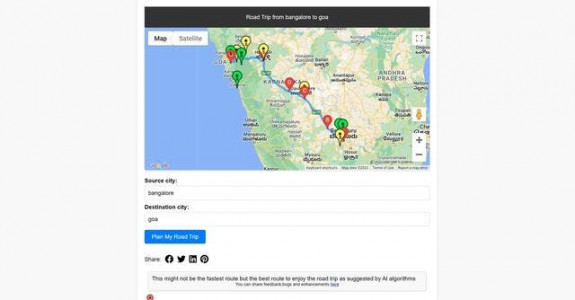 Road Trip from bangalore to goa
Map Satellite
GOA
KARNATAKA
ANDHRA
PRADESH
Keyboard shortcuts Map data ©2022 Terms of Use Report a map error
Source city:
bangalore
Destination city:
goa
Plan My Road Trip
Share:
This might not be the fastest route but the best route to enjoy the road trip as suggested by AI algorithms
You can share feedback bugs and enhancements here